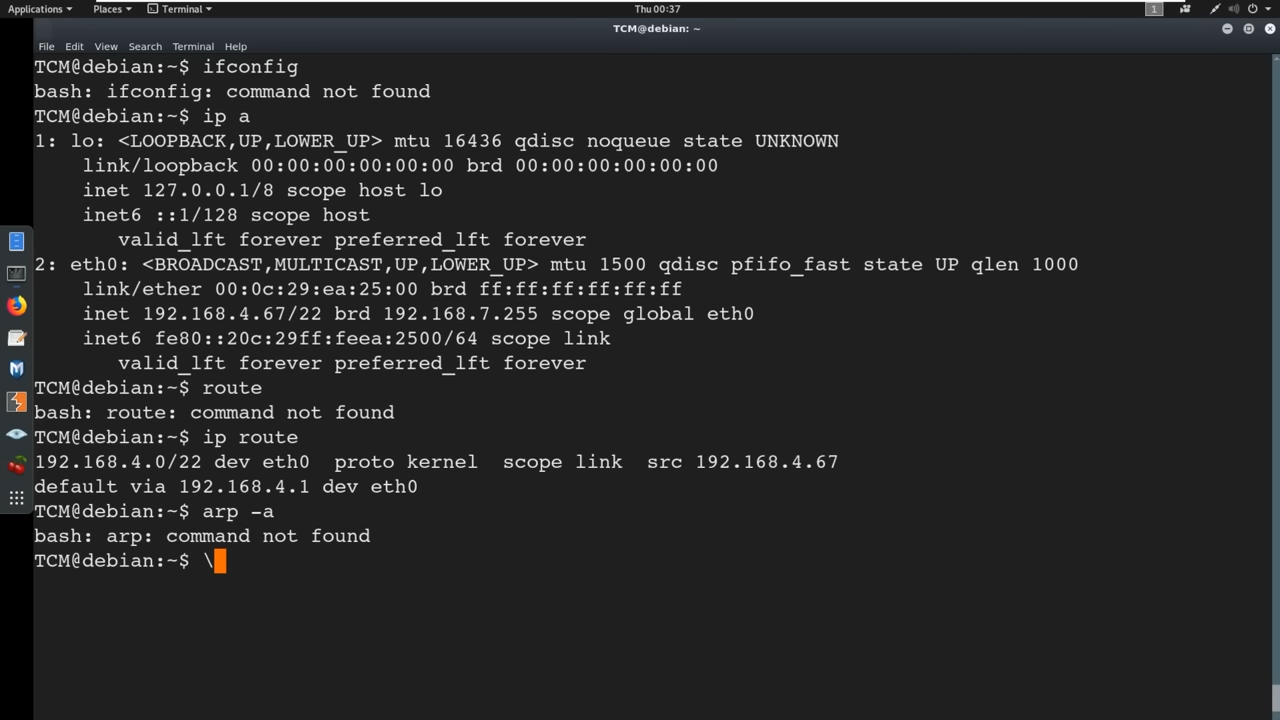 Applications Places Terminal Thu 00:37 1
TCM@debian: ~
File Edit View Search Terminal Help
TCM@debian:~$ ifconfig
bash: ifconfig: command not found
TCM@debian:~$ ip a
1: lo: <LOOPBACK,UP,LOWER_UP> mtu 16436 qdisc noqueue state UNKNOWN
    link/loopback 00:00:00:00:00:00 brd 00:00:00:00:00:00
    inet 127.0.0.1/8 scope host lo
    inet6 ::1/128 scope host
       valid_lft forever preferred_lft forever
2: eth0: <BROADCAST,MULTICAST,UP,LOWER_UP> mtu 1500 qdisc pfifo_fast state UP qlen 1000
    link/ether 00:0c:29:ea:25:00 brd ff:ff:ff:ff:ff:ff
    inet 192.168.4.67/22 brd 192.168.7.255 scope global eth0
    inet6 fe80::20c:29ff:feea:2500/64 scope link
       valid_lft forever preferred_lft forever
TCM@debian:~$ route
bash: route: command not found
TCM@debian:~$ ip route
192.168.4.0/22 dev eth0  proto kernel  scope link  src 192.168.4.67
default via 192.168.4.1 dev eth0
TCM@debian:~$ arp -a
bash: arp: command not found
TCM@debian:~$ \